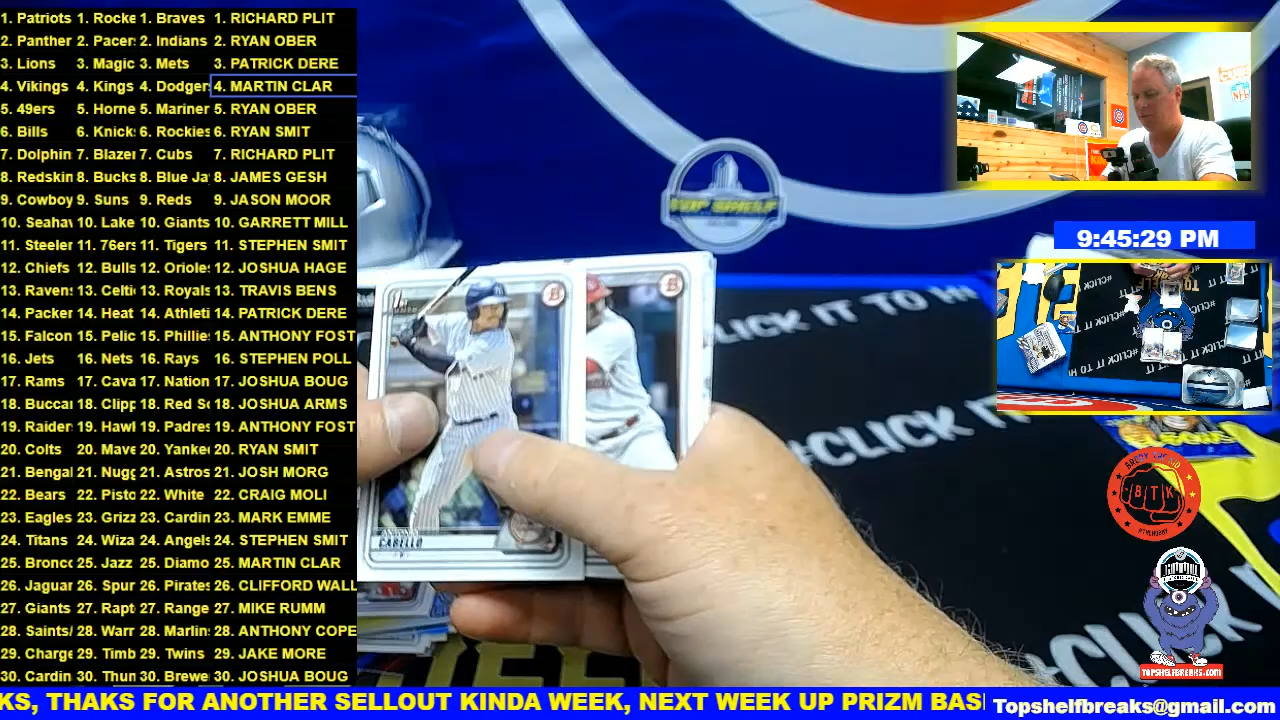 1. Patriots 1. Rocke 1. Braves 1. RICHARD PLIT
2. Panther 2. Pacer 2. Indians 2. RYAN OBER
3. Lions 3. Magic 3. Mets 3. PATRICK DERE
4. Vikings 4. Kings 4. Dodger 4. MARTIN CLAR
5. 49ers 5. Horne 5. Mariner 5. RYAN OBER
6. Bills 6. Knick 6. Rockies 6. RYAN SMIT
7. Dolphin 7. Blazer 7. Cubs 7. RICHARD PLIT
8. Redskin 8. Bucks 8. Blue Ja 8. JAMES GESH
9. Cowboy 9. Suns 9. Reds 9. JASON MOOR
10. Seahav 10. Lake 10. Giants 10. GARRETT MILL
11. Steeler 11. 76ers 11. Tigers 11. STEPHEN SMIT
12. Chiefs 12. Bulls 12. Oriole 12. JOSHUA HAGE
13. Raven 13. Celti 13. Royals 13. TRAVIS BENS
14. Packer 14. Heat 14. Athleti 14. PATRICK DERE
15. Falcon 15. Pelic 15. Phillie 15. ANTHONY FOST
16. Jets 16. Nets 16. Rays 16. STEPHEN POLL
17. Rams 17. Cava 17. Nation 17. JOSHUA BOUG
18. Buccar 18. Clipp 18. Red So 18. JOSHUA ARMS
19. Raider 19. Hawl 19. Padres 19. ANTHONY FOST
20. Colts 20. Mave 20. Yankee 20. RYAN SMIT
21. Bengal 21. Nugg 21. Astros 21. JOSH MORG
22. Bears 22. Pisto 22. White 22. CRAIG MOLI
23. Eagles 23. Grizz 23. Cardin 23. MARK EMME
24. Titans 24. Wiza 24. Angels 24. STEPHEN SMIT
25. Bronc 25. Jazz 25. Diamo 25. MARTIN CLAR
26. Jaguar 26. Spur 26. Pirates 26. CLIFFORD WALL
27. Giants 27. Rapt 27. Range 27. MIKE RUMM
28. Saints/ 28. Warr 28. Marlin 28. ANTHONY COPE
29. Charge 29. Timb 29. Twins 29. JAKE MORE
30. Cardin 30. Thun 30. Brewe 30. JOSHUA BOUG
TOP SHELF
9:45:29 PM
CLICK IT TO H
#CLICK IT
CABELLO
BTK
TOPSHELFBREAKS.COM
KS, THAKS FOR ANOTHER SELLOUT KINDA WEEK, NEXT WEEK UP PRIZM BAS
Topshelfbreaks@gmail.com